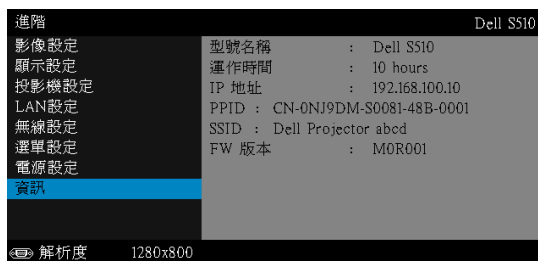 進階 Dell S510
影像設定
顯示設定
投影機設定
LAN設定
無線設定
選單設定
電源設定
資訊
型號名稱 : Dell S510
運作時間 : 10 hours
IP 地址 : 192.168.100.10
PPID : CN-0NJ9DM-S0081-48B-0001
SSID : Dell Projector abcd
FW 版本 : M0R001
解析度 1280x800